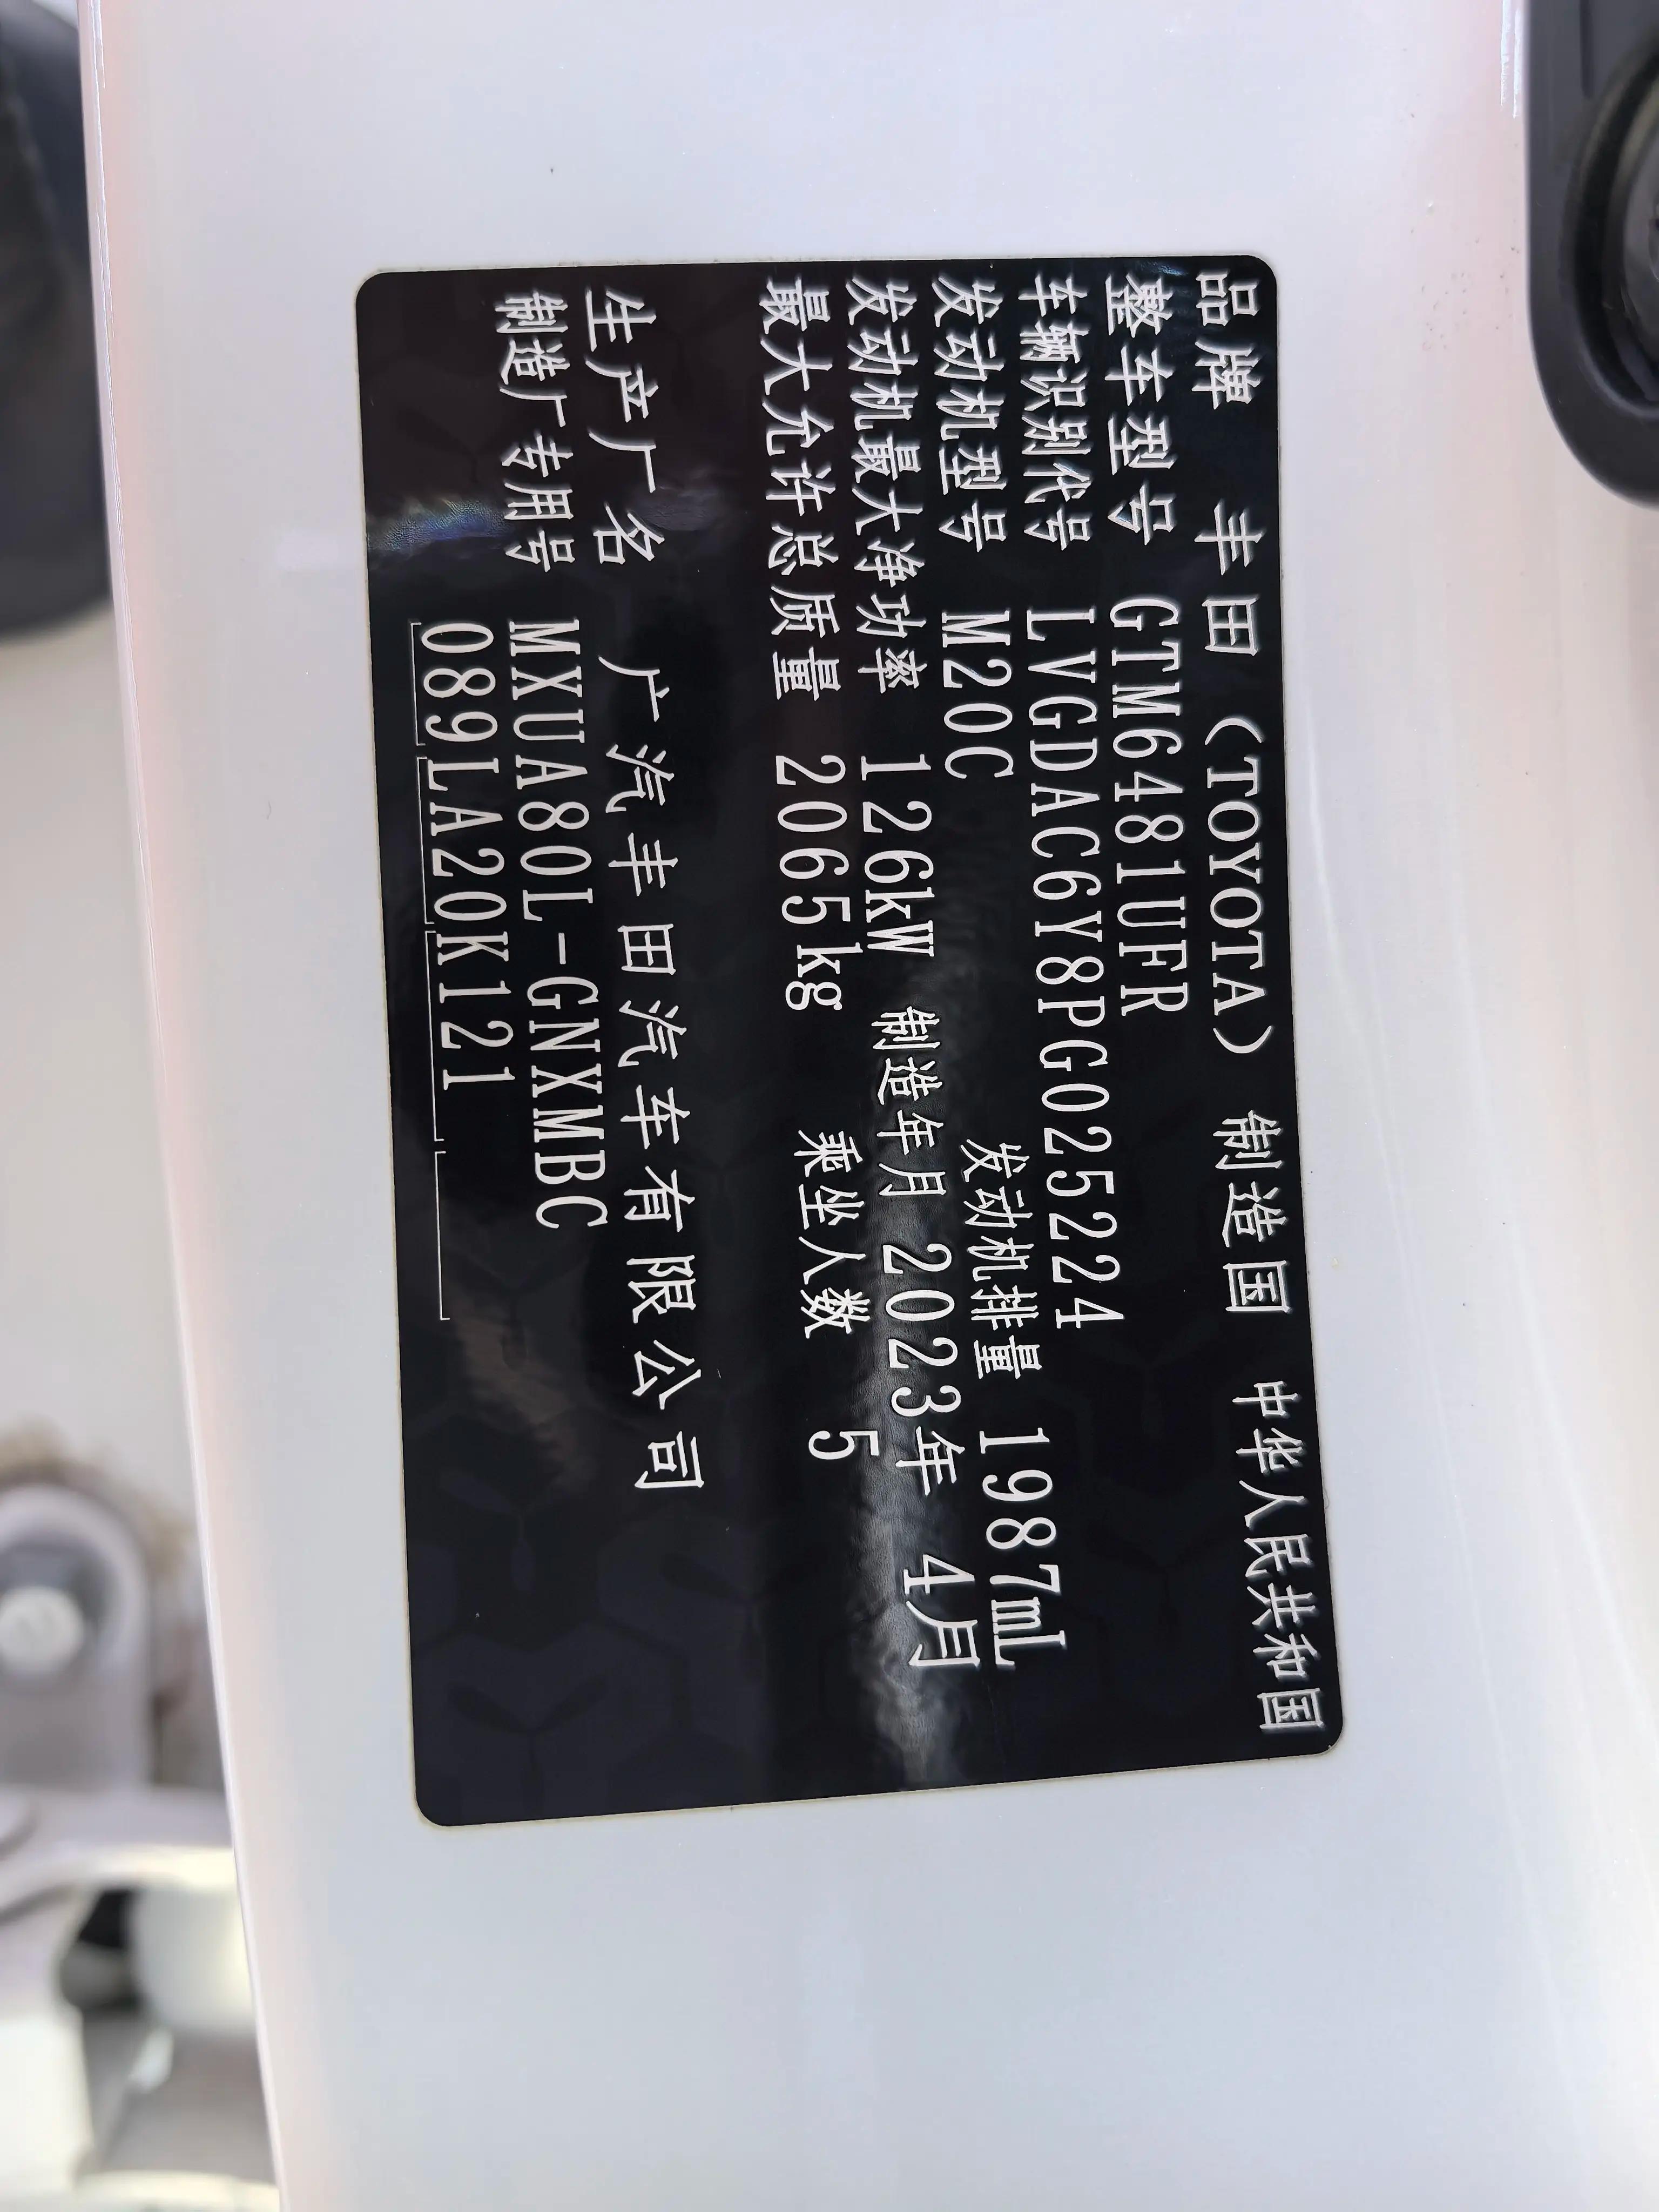 品牌 丰田（TOYOTA） 制造国 中华人民共和国
整车型号 GTM6481UFR
车辆识别代号 LVGDAC6Y8PG025224
发动机型号 M20C 发动机排量 1987mL
发动机最大净功率 126kW 制造年月 2023年 4月
最大允许总质量 2065kg 乘坐人数 5
生产厂名 广汽丰田汽车有限公司
制造厂专用号 MXUA80L-GNXMBC
089LA20K121